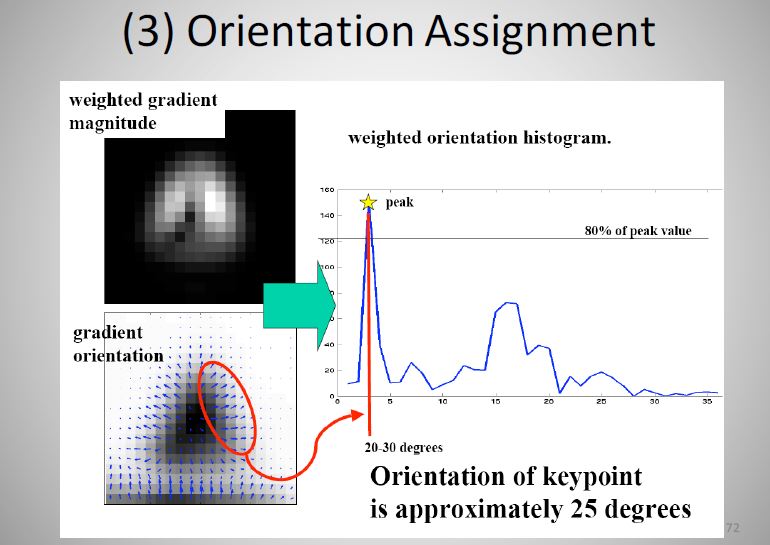 (3) Orientation Assignment
weighted gradient
magnitude
weighted orientation histogram.
160
140
120
100
40
20
0
peak
80% of peak value
0
5
10
15
20
25
30
35
gradient
orientation
20-30 degrees
Orientation of keypoint
is approximately 25 degrees
72